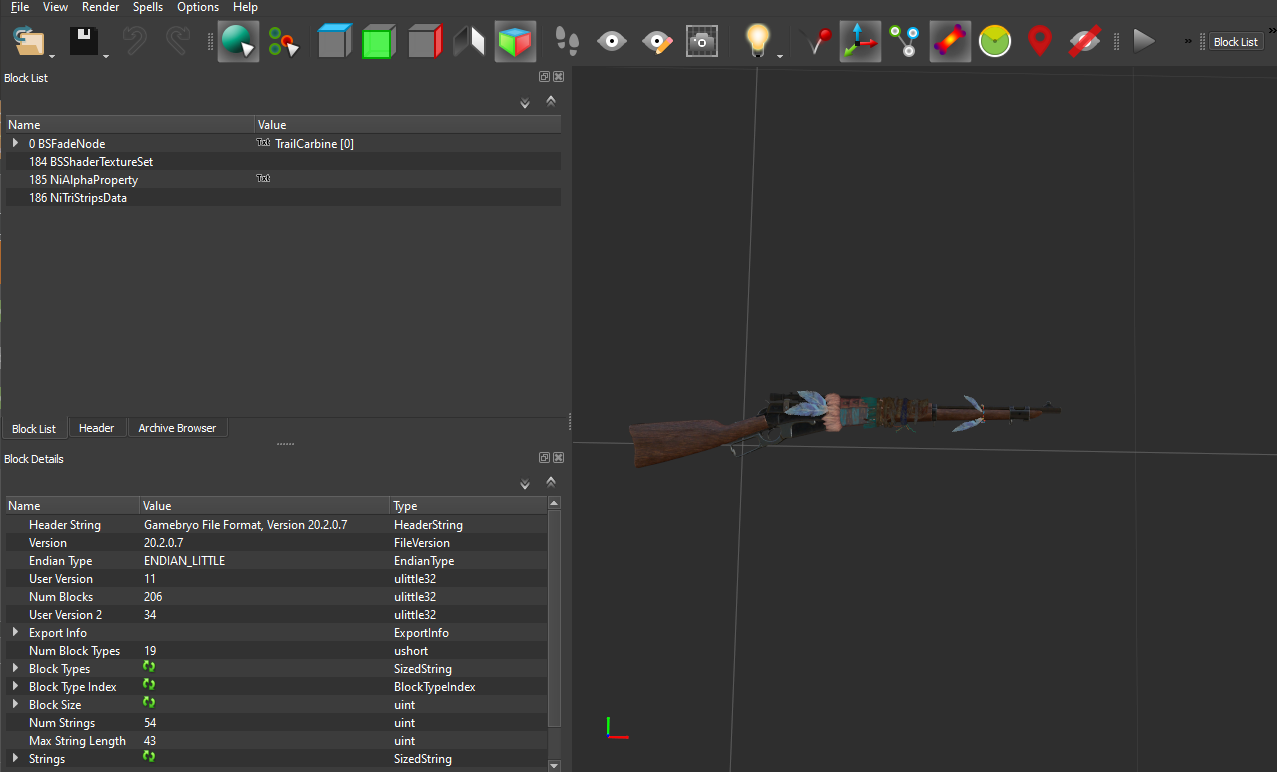 File View Render Spells Options Help
Block List
Block List
Name Value
0 BSFadeNode Txt TrailCarbine [0]
184 BSShaderTextureSet
185 NiAlphaProperty Txt
186 NiTriStripsData
Block List Header Archive Browser
Block Details
Name Value Type
Header String Gamebryo File Format, Version 20.2.0.7 HeaderString
Version 20.2.0.7 FileVersion
Endian Type ENDIAN_LITTLE EndianType
User Version 11 ulittle32
Num Blocks 206 ulittle32
User Version 2 34 ulittle32
Export Info ExportInfo
Num Block Types 19 ushort
Block Types SizedString
Block Type Index BlockTypeIndex
Block Size uint
Num Strings 54 uint
Max String Length 43 uint
Strings SizedString